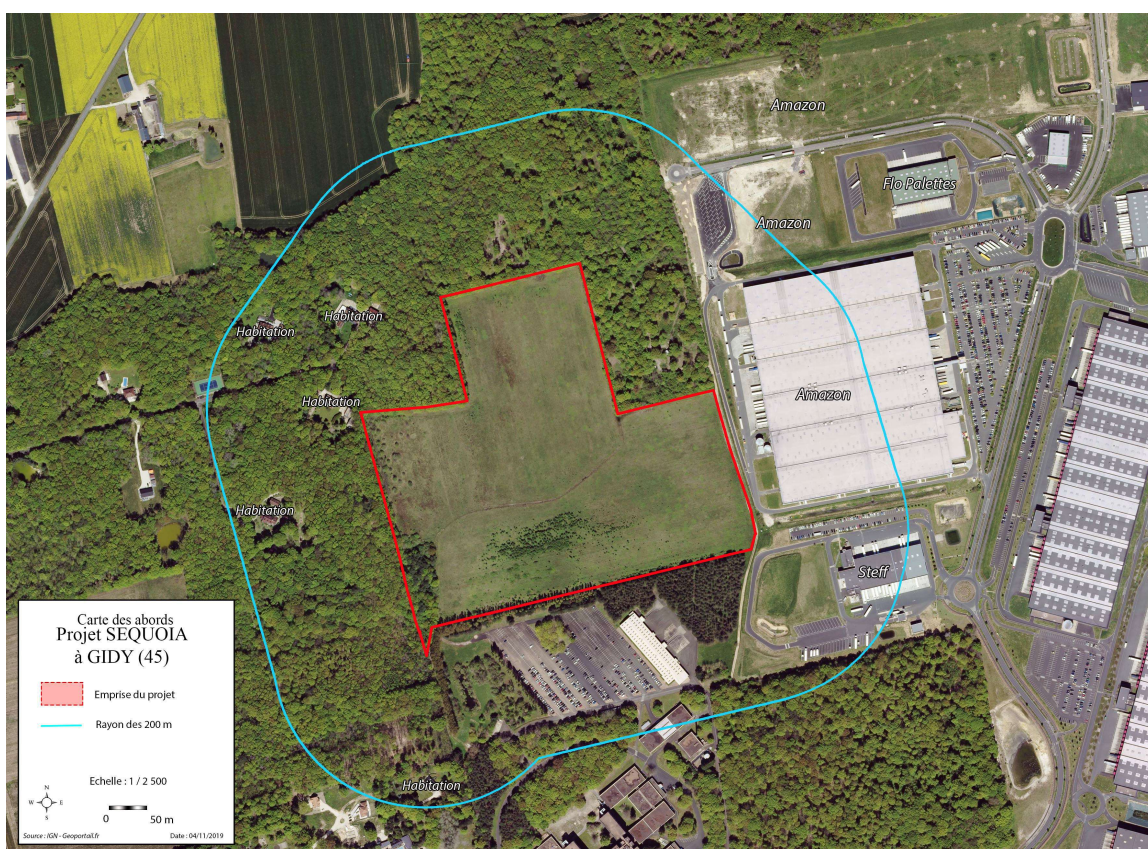 Amazon
Flo Palettes
Amazon
Habitation
Habitation
Amazon
Habitation
Habitation
Steff
Habitation
Carte des abords
Projet SEQUOIA
à GIDY (45)
Emprise du projet
Rayon des 200 m
Echelle : 1 / 2 500
N
W
E
S
0
50 m
Source : IGN - Geoportail.fr
Date : 04/11/2019